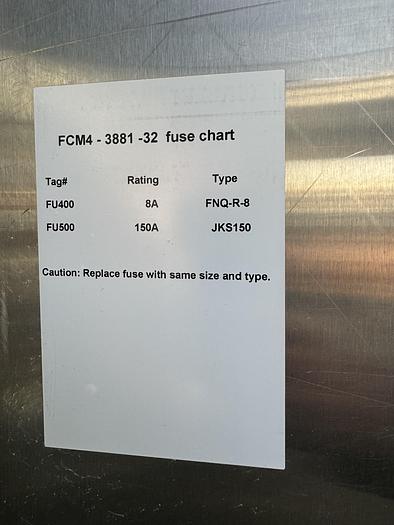 FCM4 - 3881 -32 fuse chart
Tag# Rating Type
FU400 8A FNQ-R-8
FU500 150A JKS150
Caution: Replace fuse with same size and type.